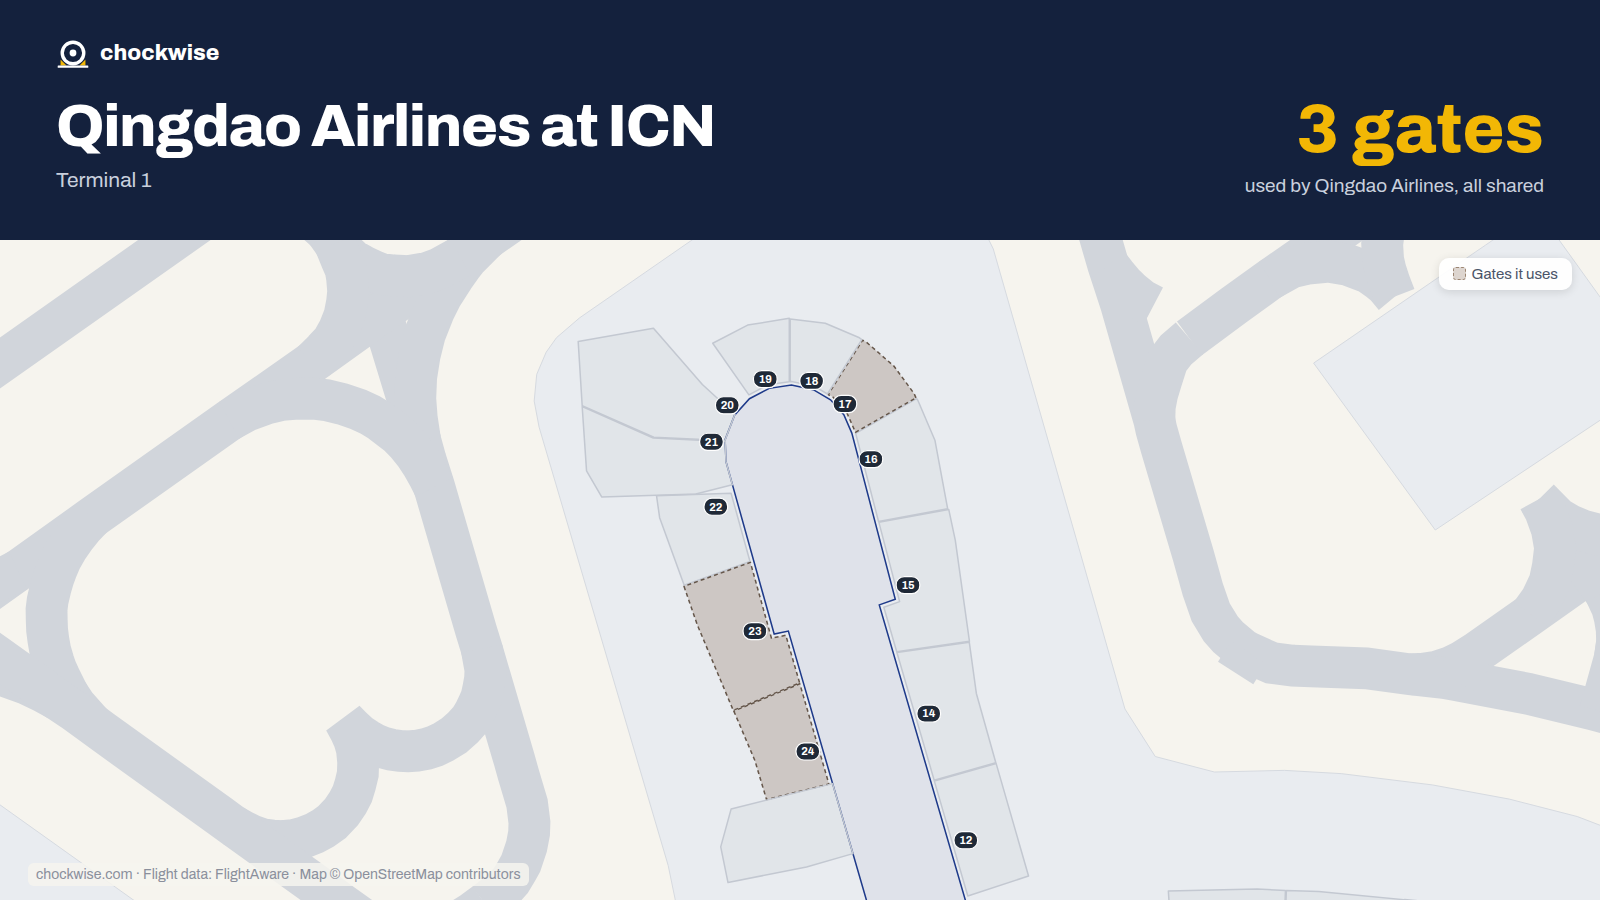 chockwise
Qingdao Airlines at ICN
Terminal 1
3 gates
used by Qingdao Airlines, all shared
Gates it uses
19
18
20
17
21
16
22
15
23
14
24
12
chockwise.com · Flight data: FlightAware · Map © OpenStreetMap contributors